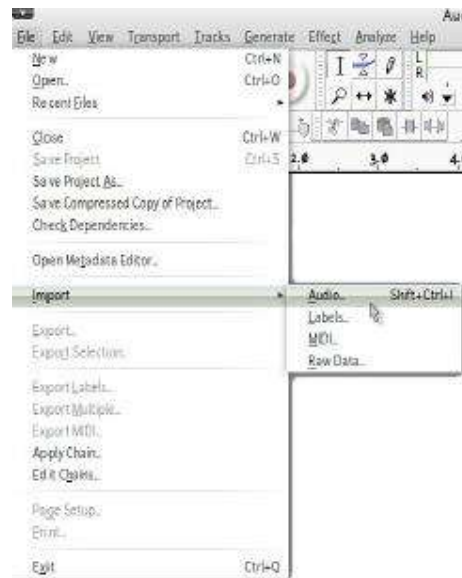 Au
File Edit View Transport Tracks Generate Effect Analyze Help
New Ctrl+N
Open... Ctrl+O
Recent Files
Close Ctrl+W
Save Project Ctrl+S
Save Project As...
Save Compressed Copy of Project...
Check Dependencies...
Open Metadata Editor...
Import
Audio... Shift+Ctrl+I
Labels...
MIDI...
Raw Data...
Export...
Export Selection...
Export Labels...
Export Multiple...
Export MIDI...
Apply Chain...
Edit Chains...
Page Setup...
Print...
Exit Ctrl+Q
L
R
2.0 3.0 4.